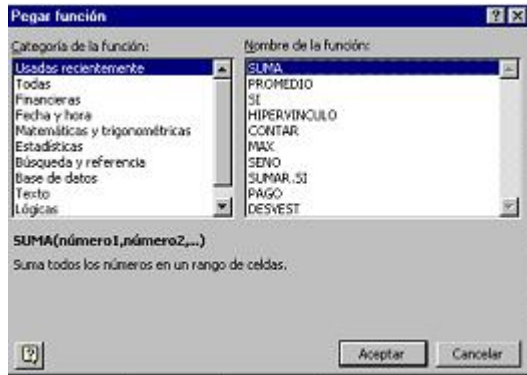 Pegar función
Categoría de la función:
Usadas recientemente
Todas
Financieras
Fecha y hora
Matemáticas y trigonométricas
Estadísticas
Búsqueda y referencia
Base de datos
Texto
Lógicas
Nombre de la función:
SUMA
PROMEDIO
SI
HIPERVINCULO
CONTAR
MAX
SENO
SUMAR.SI
PAGO
DESVEST
SUMA(número1,número2,...)
Suma todos los números en un rango de celdas.
Aceptar
Cancelar